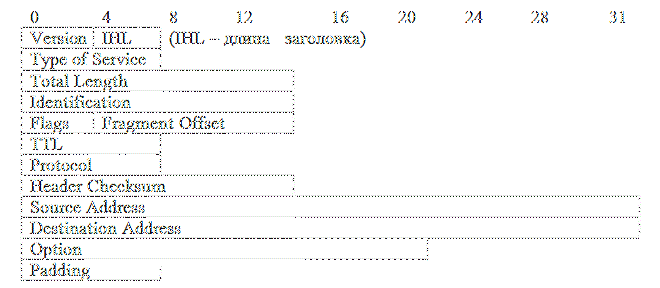 0 4 8 12 16 20 24 28 31
Version IHL (IHL – длина заголовка)
Type of Service
Total Length
Identification
Flags Fragment Offset
TTL
Protocol
Header Checksum
Source Address
Destination Address
Option
Padding